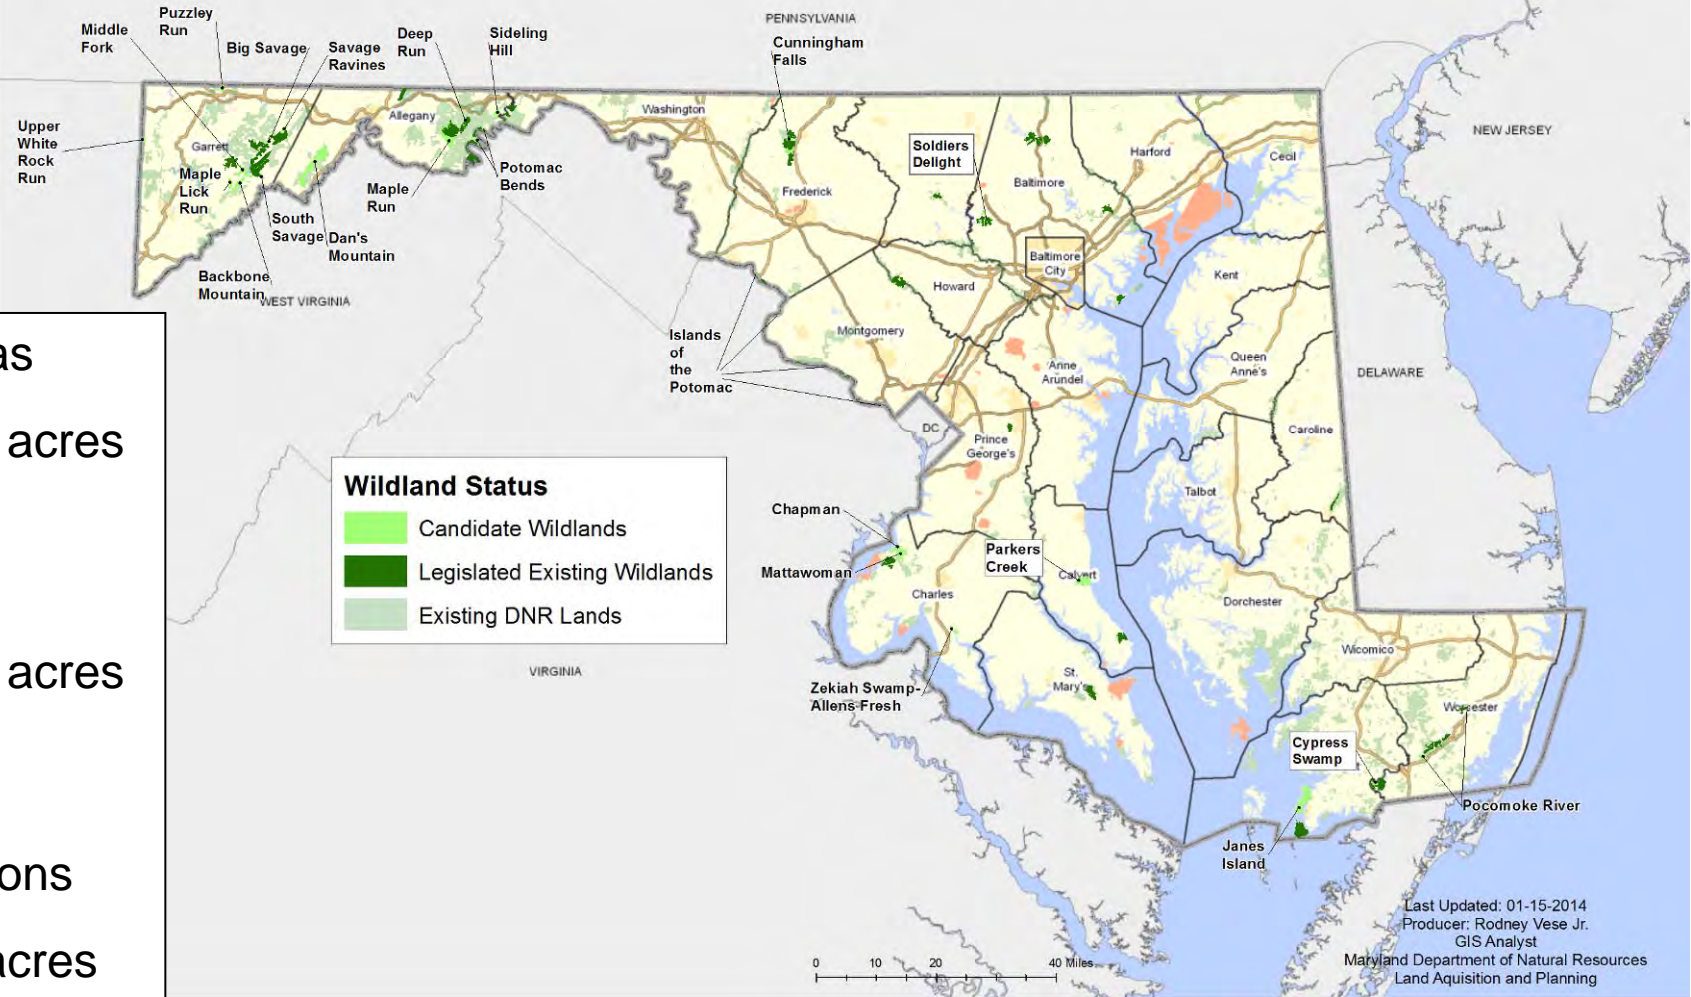 PENNSYLVANIA
Puzzley
Run
Middle
Fork
Big Savage
Savage
Ravines
Deep
Run
Sideling
Hill
Cunningham
Falls
Upper
White
Rock
Run
Garrett
Allegany
Washington
Maple
Lick
Run
South
Savage
Dan's
Mountain
Maple
Run
Potomac
Bends
Backbone
Mountain
WEST VIRGINIA
Frederick
Soldiers
Delight
Baltimore
Harford
Cecil
NEW JERSEY
Baltimore
City
Howard
Kent
Montgomery
Islands
of
the
Potomac
Anne
Arundel
Queen
Anne's
DELAWARE
DC
Prince
George's
Caroline
Talbot
as
acres
acres
ons
acres
Wildland Status
Candidate Wildlands
Legislated Existing Wildlands
Existing DNR Lands
VIRGINIA
Chapman
Mattawoman
Parkers
Creek
Calvert
Charles
Dorchester
Wicomico
Zekiah Swamp-
Allens Fresh
St.
Mary's
Worcester
Cypress
Swamp
Pocomoke River
Janes
Island
0 10 20 40 Miles
Last Updated: 01-15-2014
Producer: Rodney Vese Jr.
GIS Analyst
Maryland Department of Natural Resources
Land Aquisition and Planning